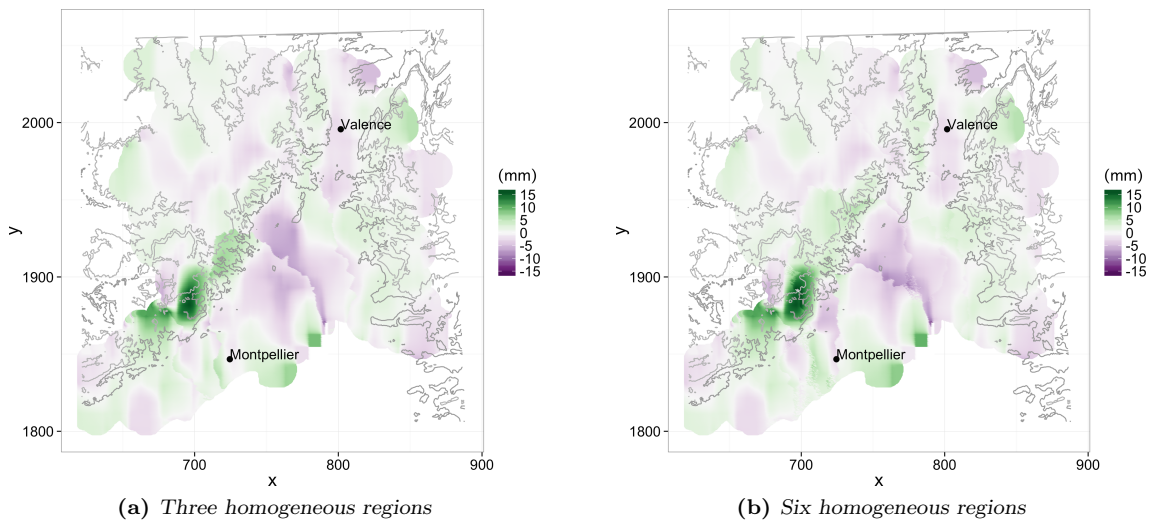 2000
1900
1800
y
700
800
900
x
Valence
Montpellier
(mm)
15
10
5
0
-5
-10
-15
(a) Three homogeneous regions
2000
1900
1800
y
700
800
900
x
Valence
Montpellier
(mm)
15
10
5
0
-5
-10
-15
(b) Six homogeneous regions